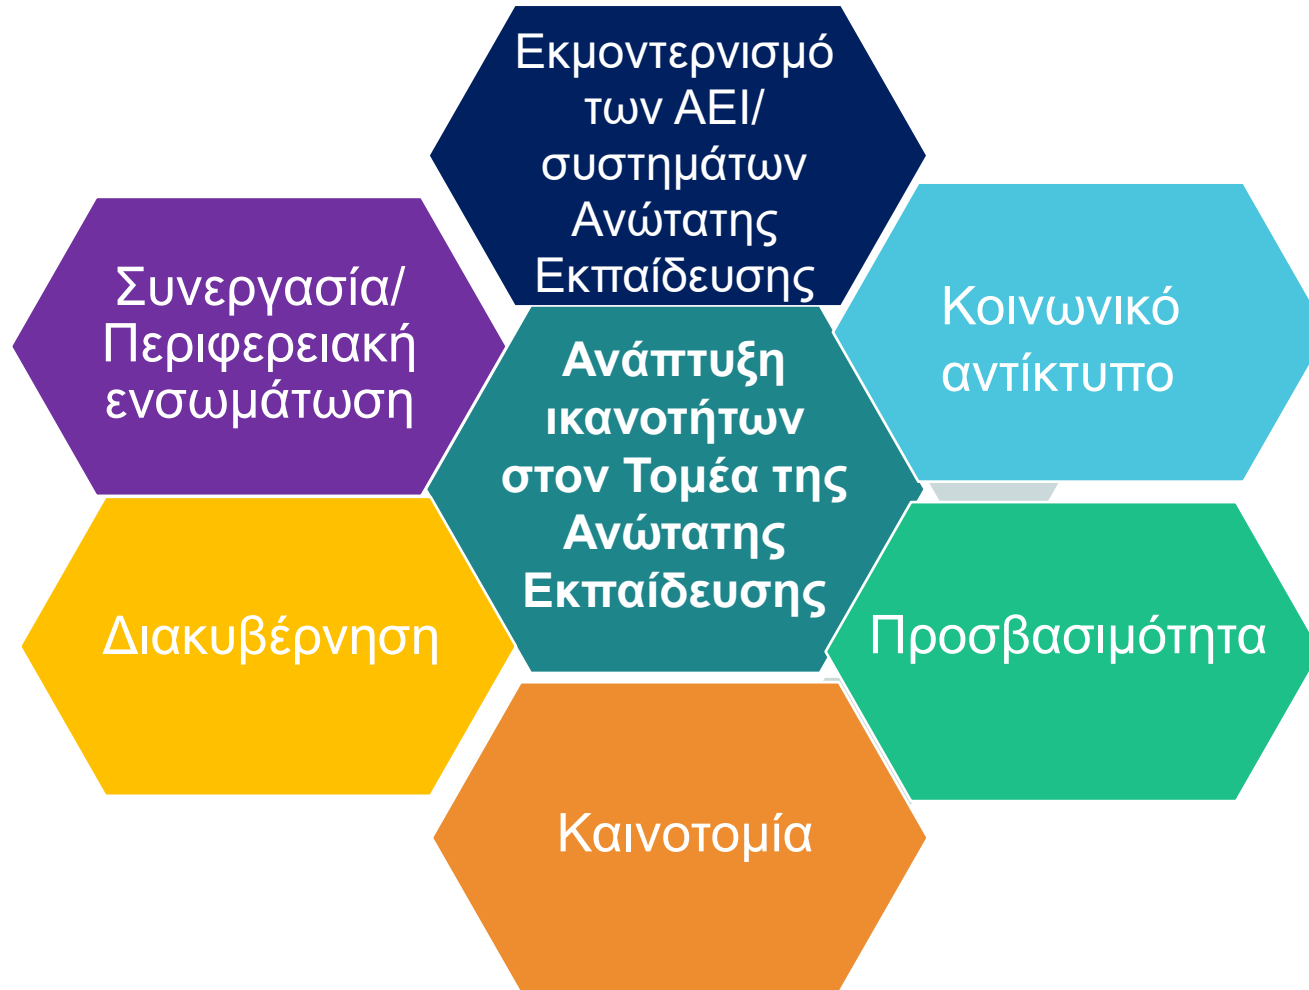 Εκμοντερνισμό
των ΑΕΙ/
συστημάτων
Ανώτατης
Εκπαίδευσης
Συνεργασία/
Περιφερειακή
ενσωμάτωση
Κοινωνικό
αντίκτυπο
Ανάπτυξη
ικανοτήτων
στον Τομέα της
Ανώτατης
Εκπαίδευσης
Διακυβέρνηση
Προσβασιμότητα
Καινοτομία